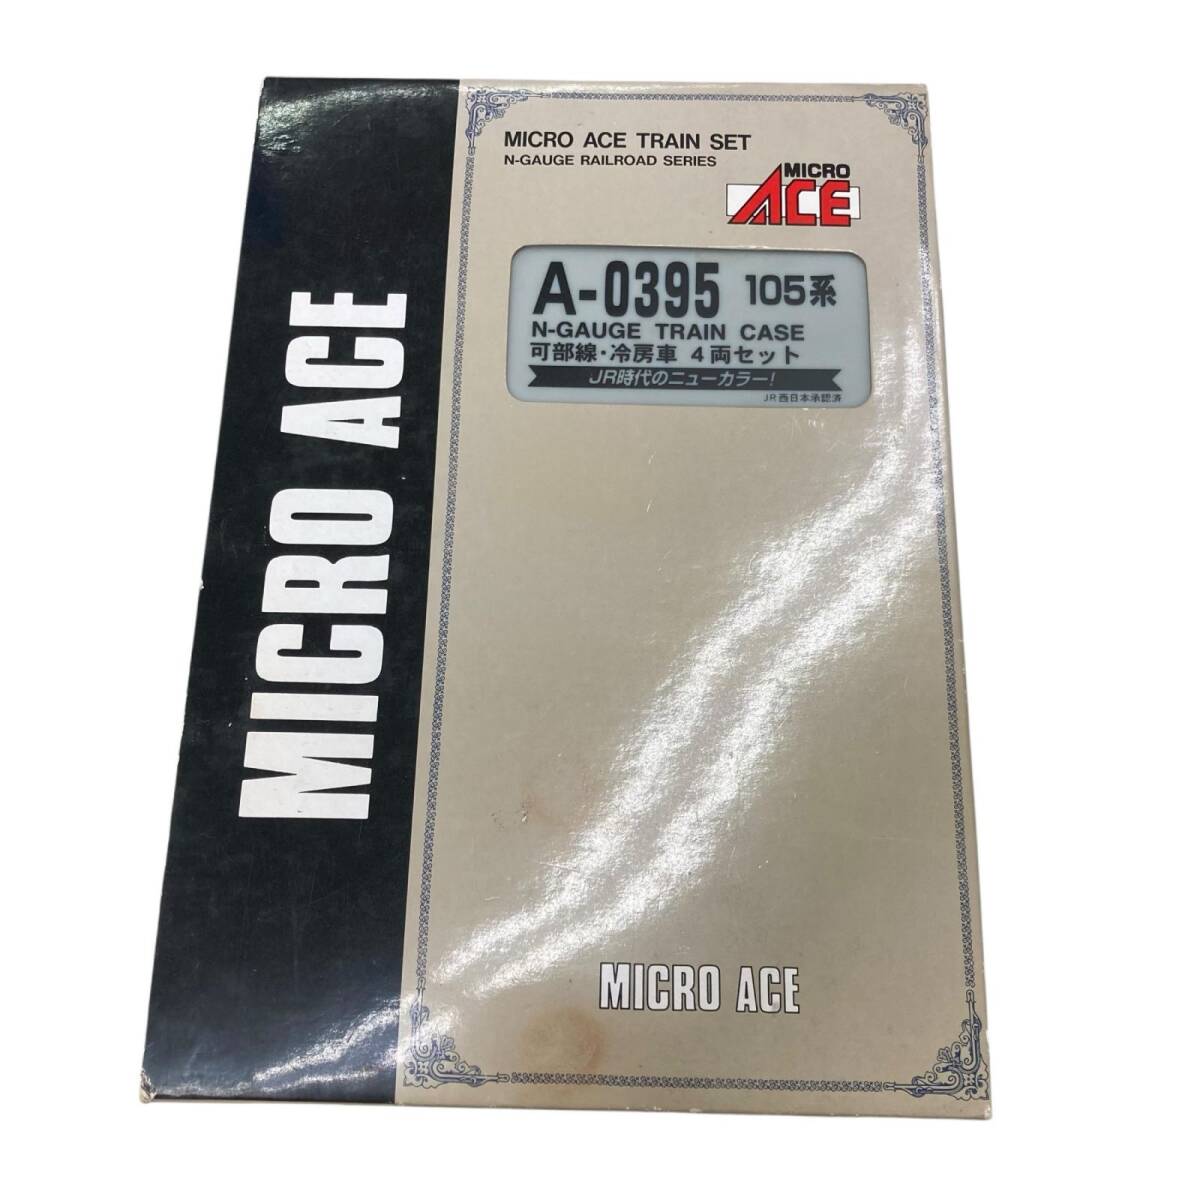 MICRO ACE
MICRO ACE TRAIN SET
N-GAUGE RAILROAD SERIES
MICRO
ACE
A-0395 105系
N-GAUGE TRAIN CASE
可部線・冷房車 4両セット
JR時代のニューカラー!
JR西日本承認済
MICRO ACE